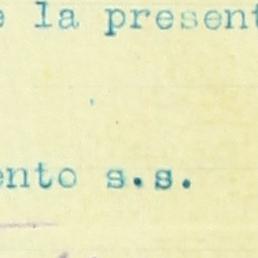 e la present
ento s.s.